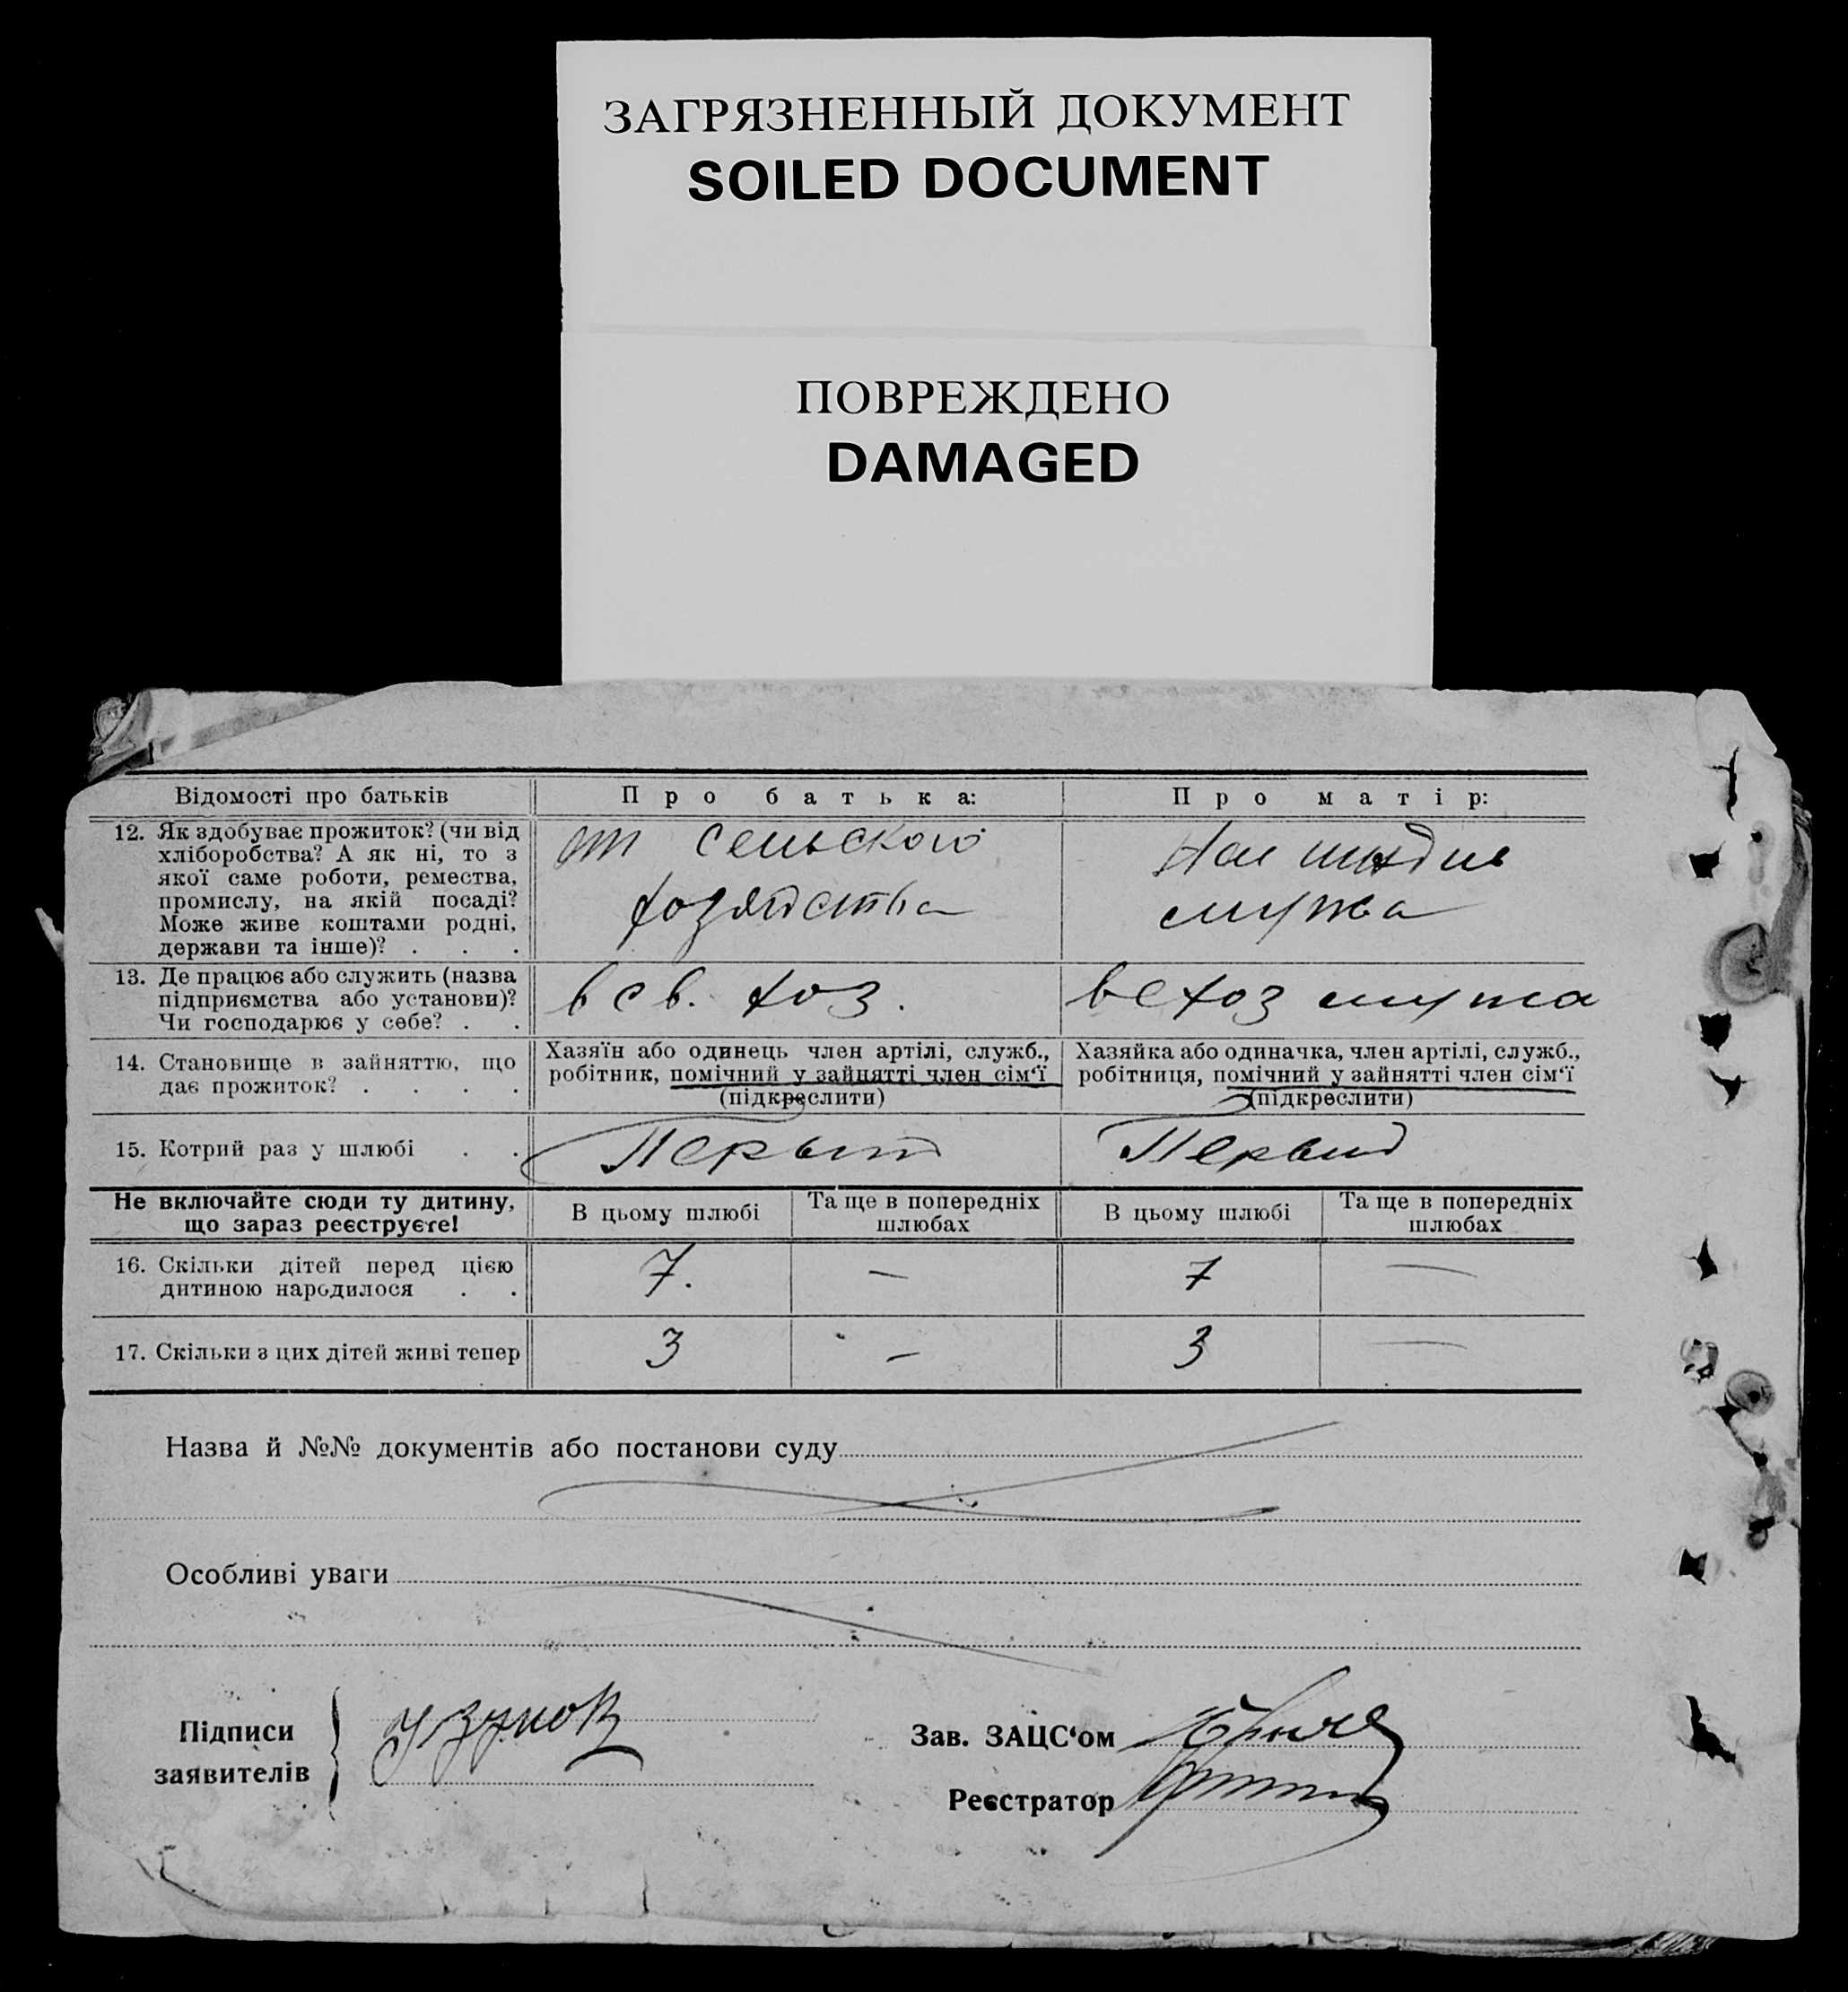 ЗАГРЯЗНЕННЫЙ ДОКУМЕНТ
SOILED DOCUMENT
ПОВРЕЖДЕНО
DAMAGED
Відомості про батьків
Про батька:
Про матір:
12. Як здобуває прожиток? (чи від
хліборобства? А як ні, то з
якої саме роботи, ремества,
промислу, на якій посаді?
Може живе коштами родні,
держави та інше)? . . .
от сельского
хозяйства
На иждив
мужа
13. Де працює або служить (назва
підприємства або установи)?
Чи господарює у себе? . .
в св. хоз.
в схоз мужа
14. Становище в зайняттю, що
дає прожиток? . . . .
Хазяїн або одинець член артілі, служб.,
робітник, помічний у зайнятті член сім‘ї
(підкреслити)
Хазяйка або одиначка, член артілі, служб.,
робітниця, помічний у зайнятті член сім‘ї
(підкреслити)
15. Котрий раз у шлюбі . .
Первый
Первый
Не включайте сюди ту дитину,
що зараз реєструєте!
В цьому шлюбі
Та ще в попередніх
шлюбах
В цьому шлюбі
Та ще в попередніх
шлюбах
16. Скільки дітей перед цією
дитиною народилося . .
7.
—
7
—
17. Скільки з цих дітей живі тепер
3
—
3
—
Назва й №№ документів або постанови суду
Особливі уваги
Підписи
заявителів
Узунов
Зав. ЗАЦС‘ом
Реєстратор